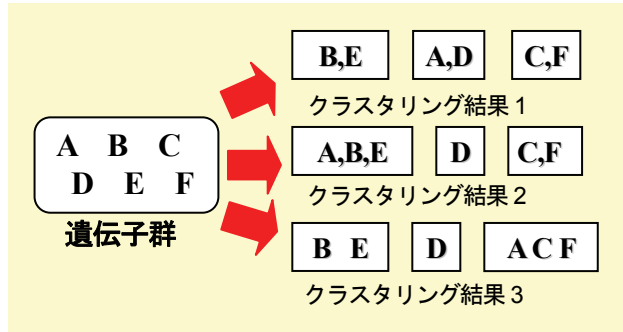 B,E A,D C,F
クラスタリング結果1
A B C
D E F
遺伝子群
A,B,E D C,F
クラスタリング結果2
B E D A C F
クラスタリング結果3